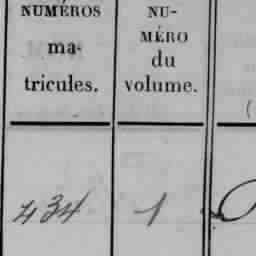 NUMÉROS
ma-
tricules.
NU-
MÉRO
du
volume.
434
1